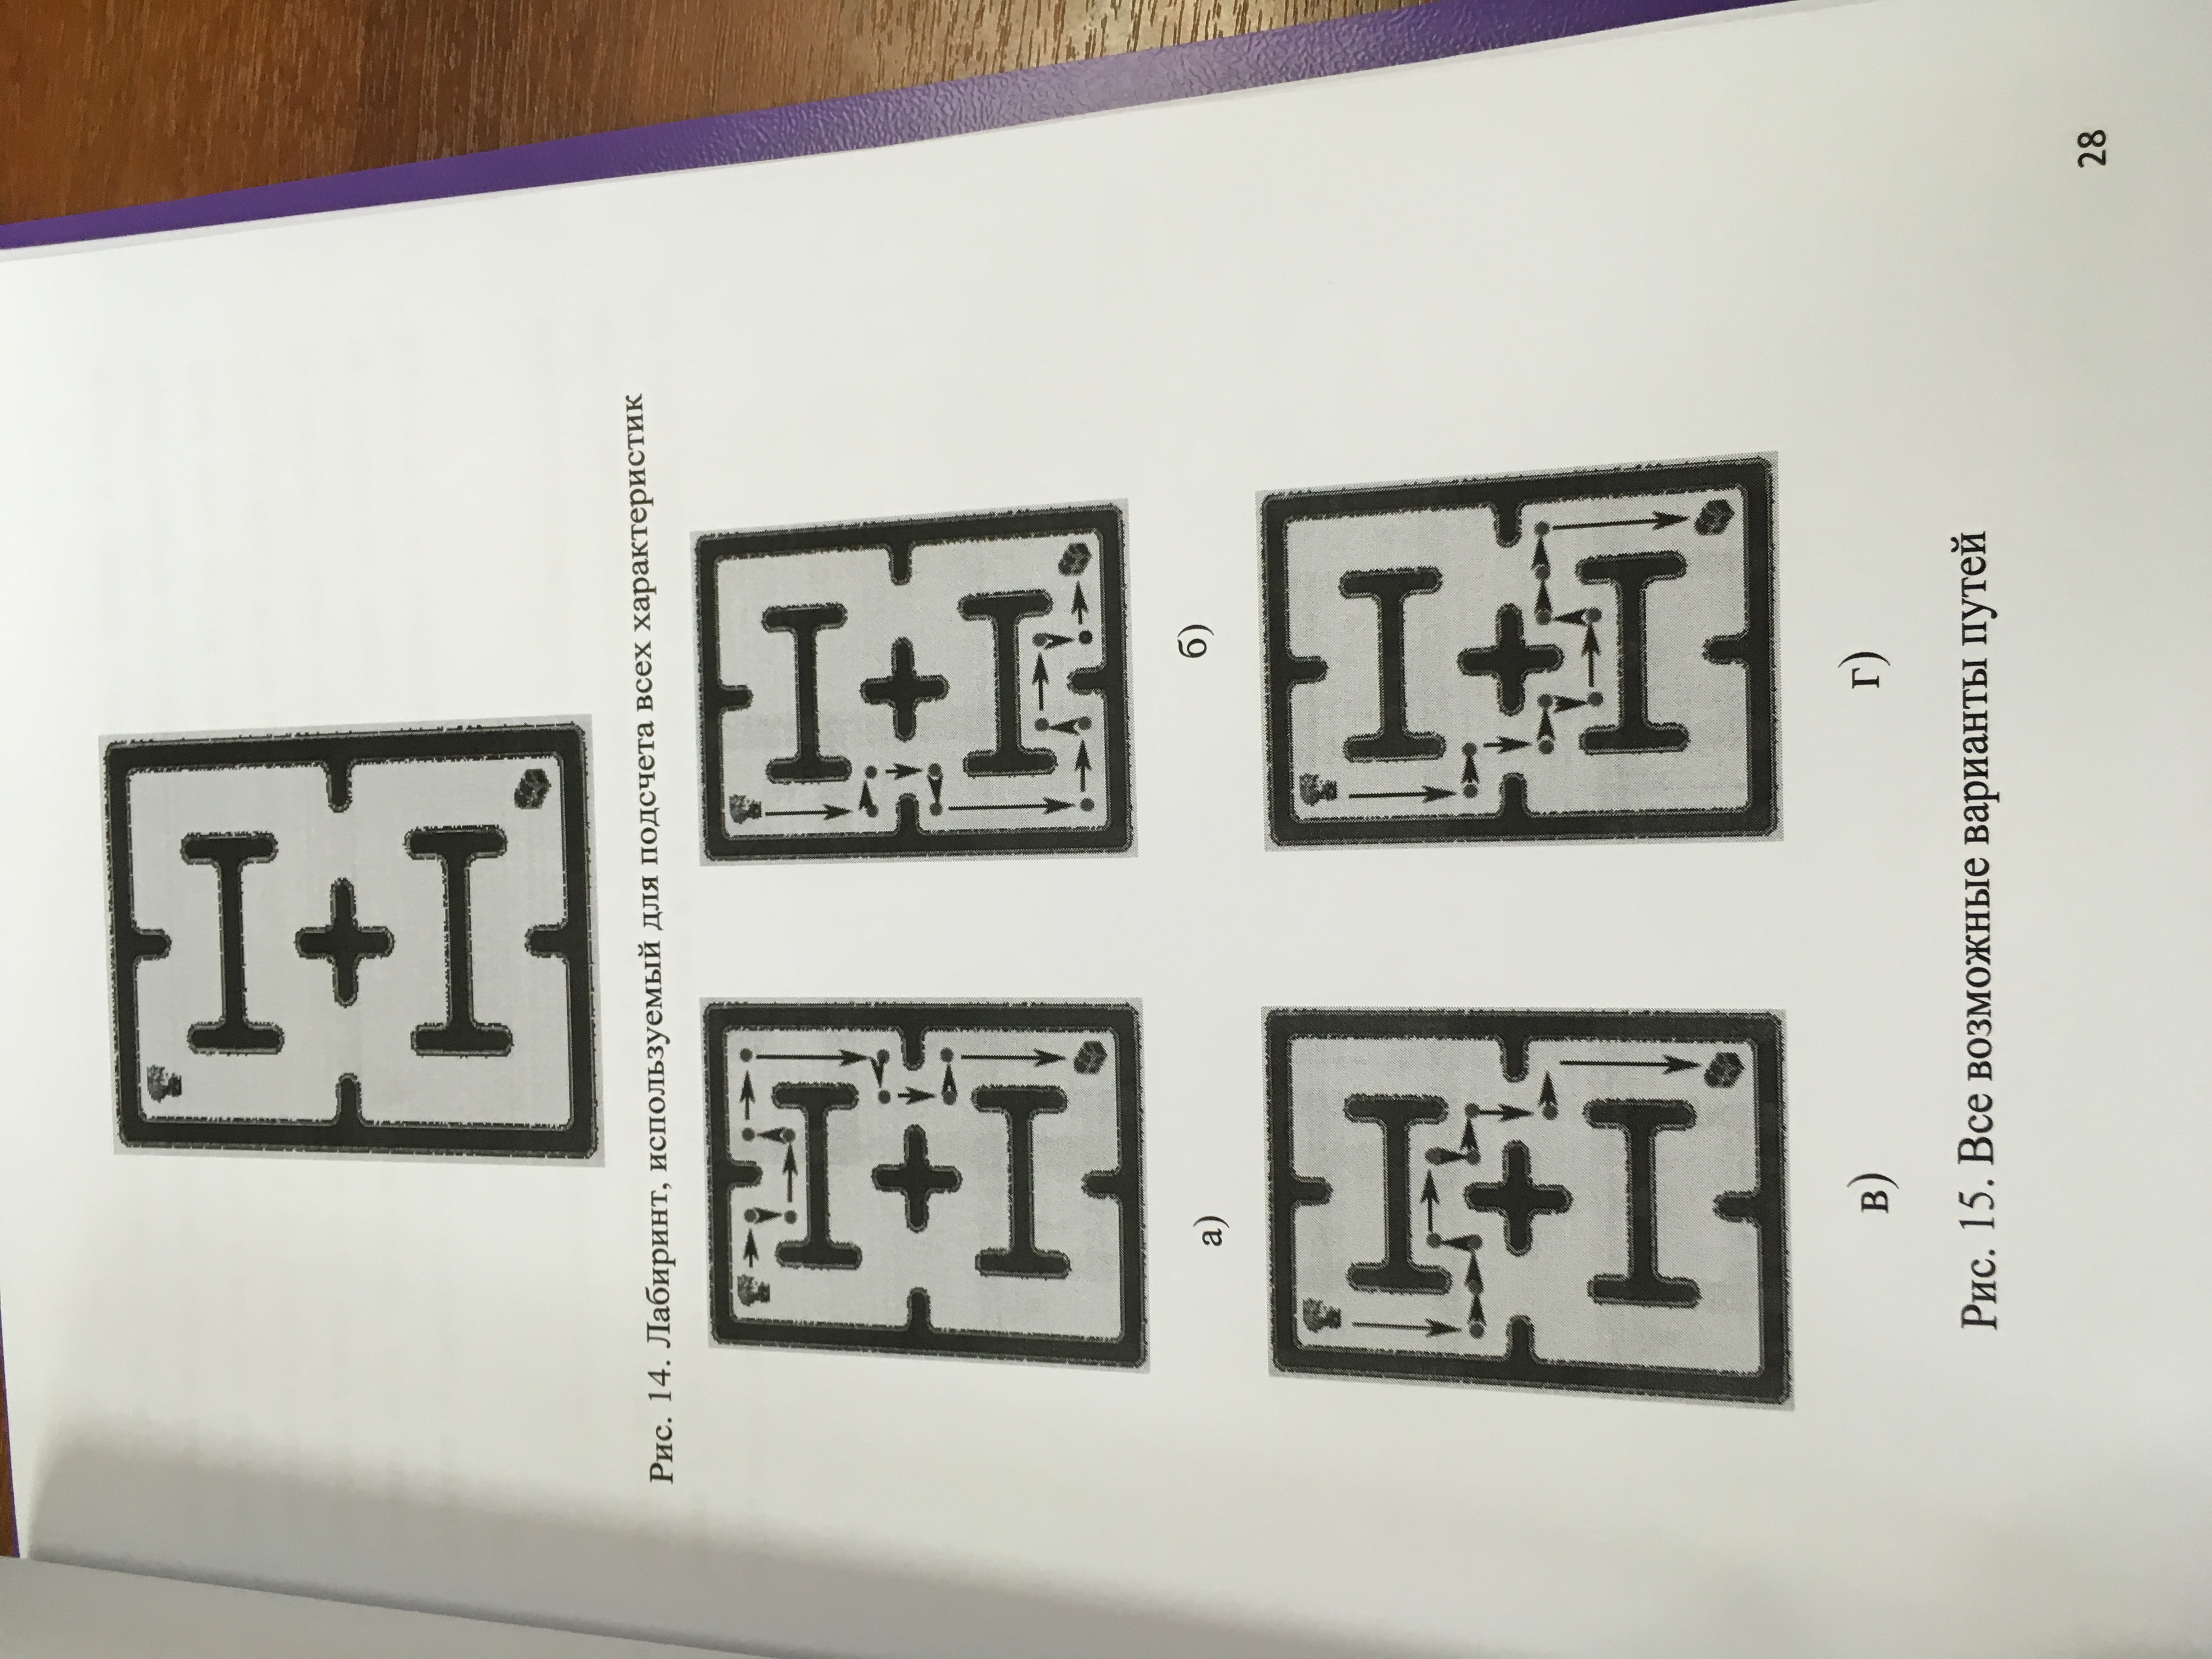 Рис. 14. Лабиринт, используемый для подсчета всех характеристик
а)
б)
в)
г)
Рис. 15. Все возможные варианты путей
28